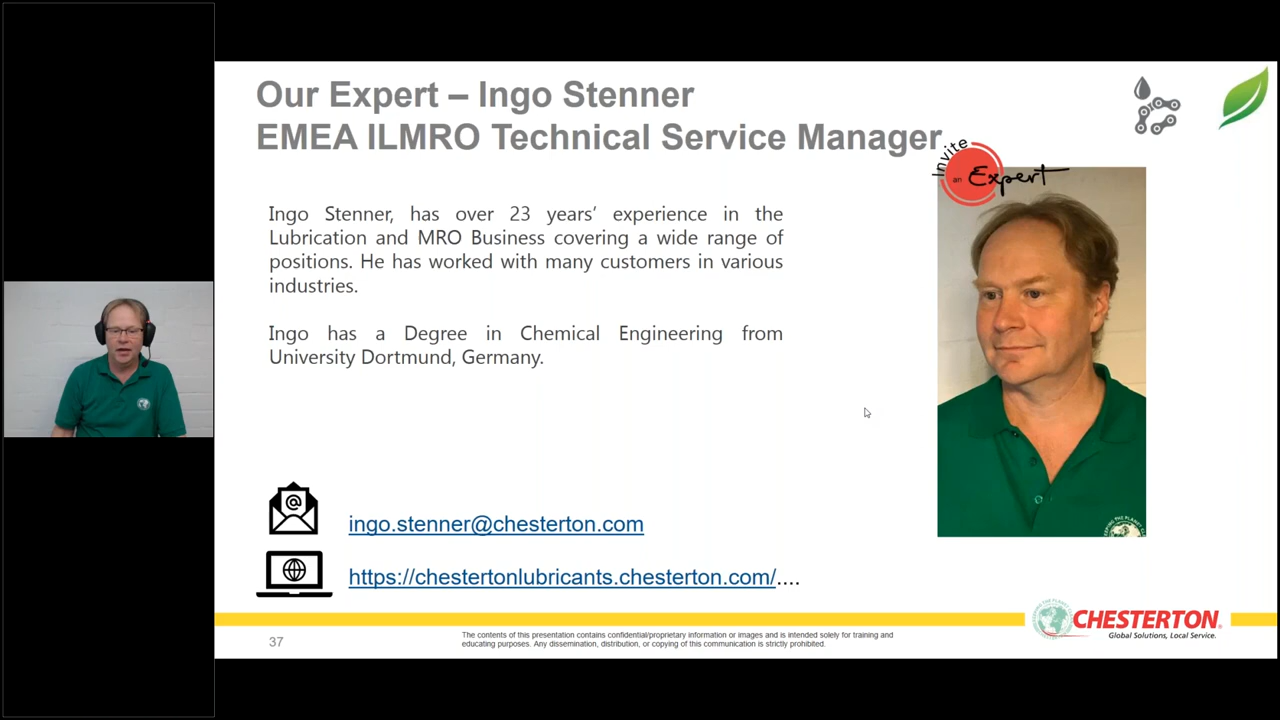 Our Expert – Ingo Stenner
EMEA ILMRO Technical Service Manager
Invite
an Expert
Ingo Stenner, has over 23 years’ experience in the
Lubrication and MRO Business covering a wide range of
positions. He has worked with many customers in various
industries.
Ingo has a Degree in Chemical Engineering from
University Dortmund, Germany.
@
ingo.stenner@chesterton.com
https://chestertonlubricants.chesterton.com/....
CHESTERTON®
Global Solutions, Local Service.
37
The contents of this presentation contains confidential/proprietary information or images and is intended solely for training and
educating purposes. Any dissemination, distribution, or copying of this communication is strictly prohibited.